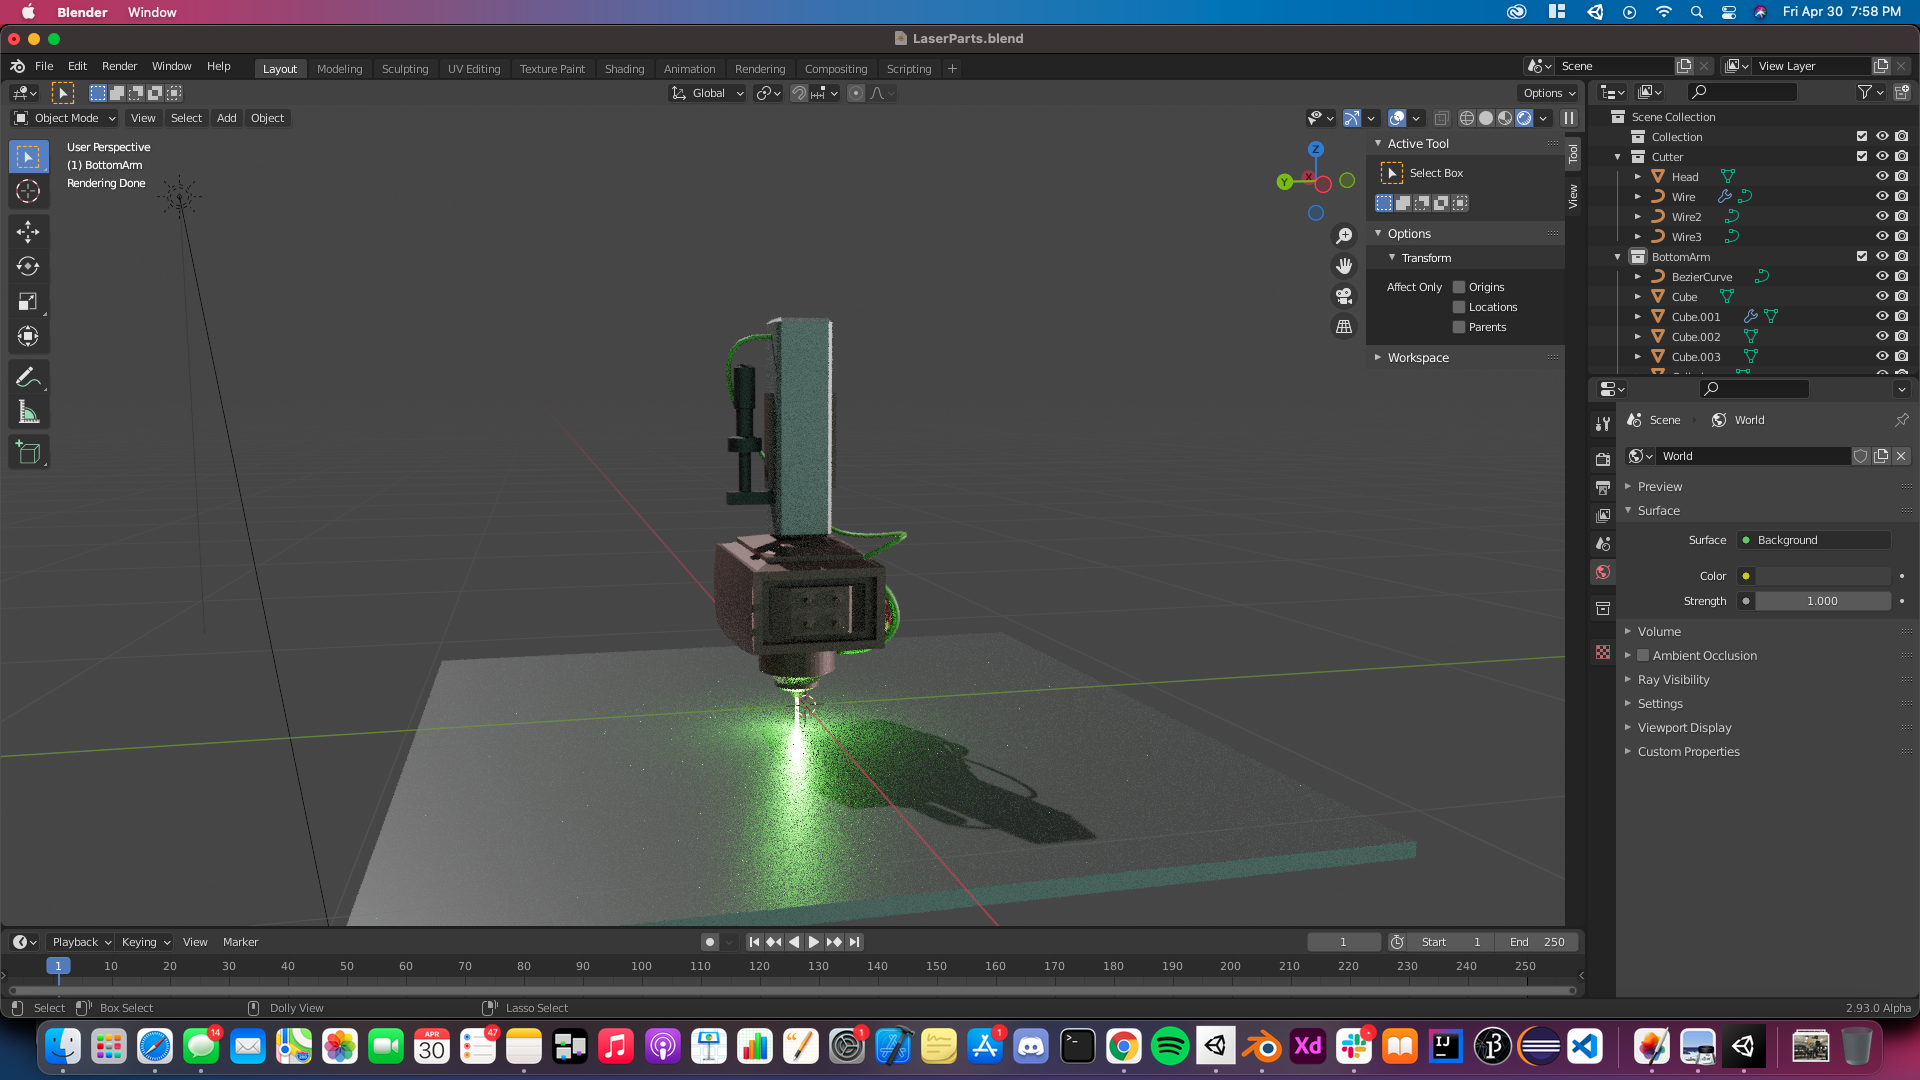 Blender Window Fri Apr 30 7:58 PM
LaserParts.blend
File Edit Render Window Help Layout Modeling Sculpting UV Editing Texture Paint Shading Animation Rendering Compositing Scripting + Scene View Layer
Global Options
Object Mode View Select Add Object
User Perspective
(1) BottomArm
Rendering Done
Z
Y
X
Active Tool
Select Box
Options
Transform
Affect Only Origins
Locations
Parents
Workspace
Tool
View
Scene Collection
Collection
Cutter
Head
Wire
Wire2
Wire3
BottomArm
BezierCurve
Cube
Cube.001
Cube.002
Cube.003
Scene World
World
Preview
Surface
Surface Background
Color
Strength 1.000
Volume
Ambient Occlusion
Ray Visibility
Settings
Viewport Display
Custom Properties
Playback Keying View Marker 1 Start 1 End 250
1 10 20 30 40 50 60 70 80 90 100 110 120 130 140 150 160 170 180 190 200 210 220 230 240 250
Select Box Select Dolly View Lasso Select 2.93.0 Alpha
14 APR 30 47 1 1 Xd IJ